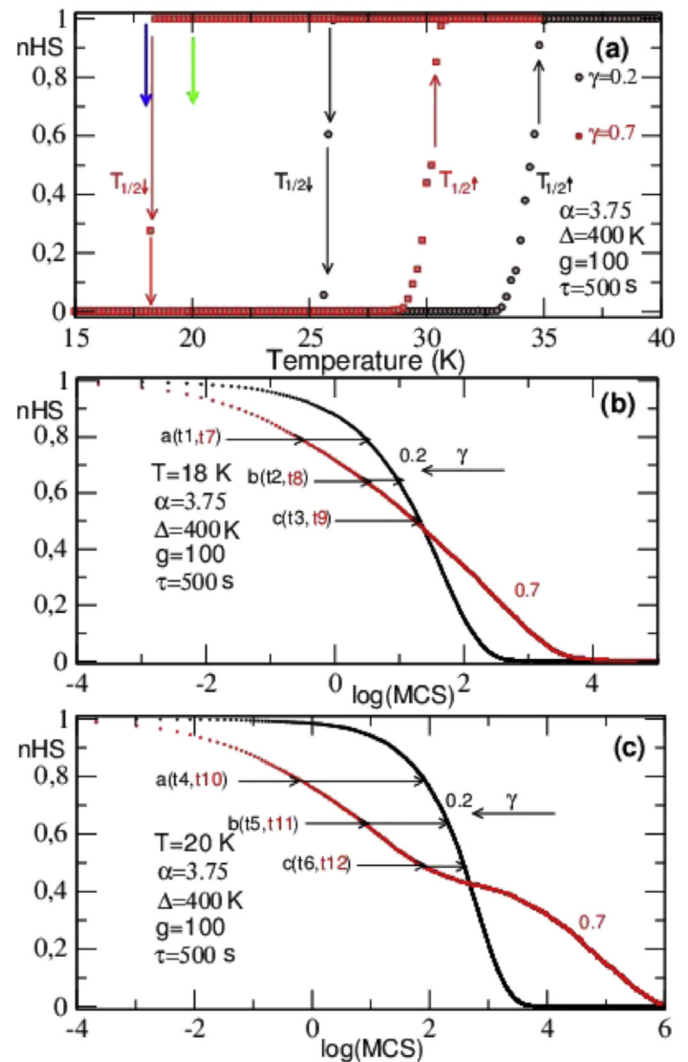 nHS
1
0,8
0,6
0,4
0,2
0
(a)
γ=0.2
γ=0.7
T1/2↓
T1/2↓
T1/2↑
T1/2↑
α=3.75
Δ=400 K
g=100
τ=500 s
15 20 25 30 35 40
Temperature (K)
nHS
1
0,8
0,6
0,4
0,2
0
(b)
a(t1,t7)
0.2 γ
b(t2,t8)
c(t3,t9)
T=18 K
α=3.75
Δ=400K
g=100
τ=500 s
0.7
-4 -2 0 2 4
log(MCS)
nHS
1
0,8
0,6
0,4
0,2
0
(c)
a(t4,t10)
0.2 γ
b(t5,t11)
c(t6,t12)
T=20 K
α=3.75
Δ=400 K
g=100
τ=500 s
0.7
-4 -2 0 2 4 6
log(MCS)